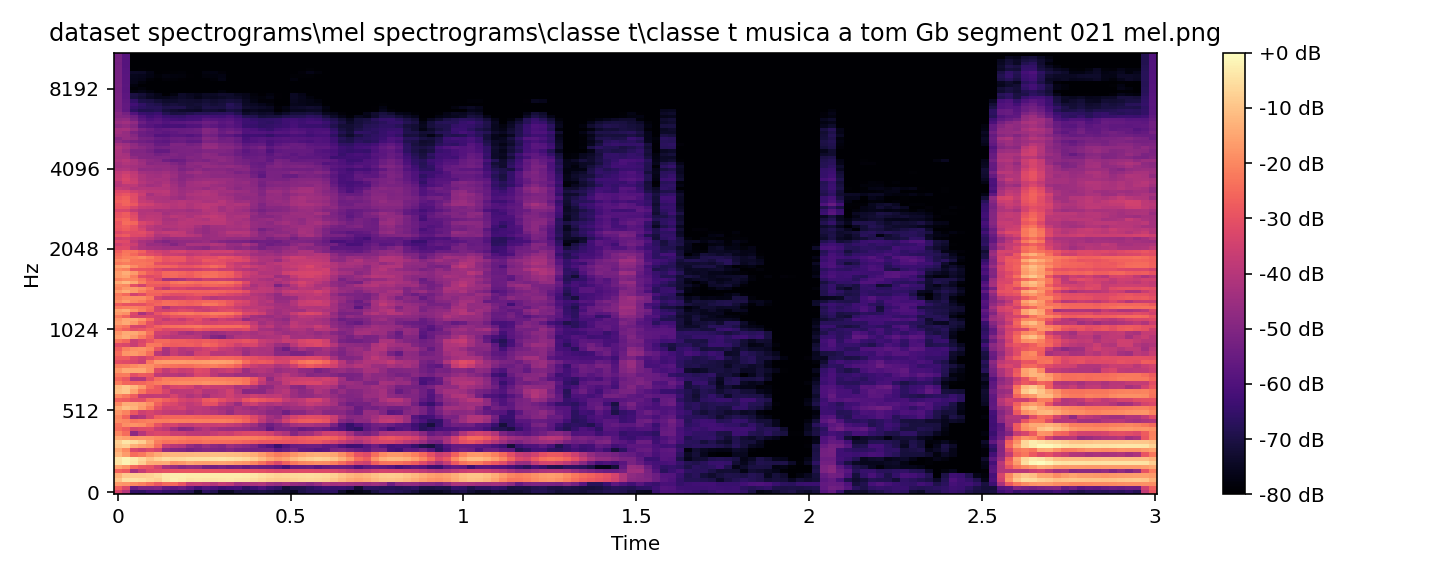 dataset spectrograms\mel spectrograms\classe t\classe t musica a tom Gb segment 021 mel.png
+0 dB
8192
-10 dB
-20 dB
4096
-30 dB
2048
-40 dB
Hz
1024
-50 dB
512
-60 dB
-70 dB
0
-80 dB
0
0.5
1
1.5
2
2.5
3
Time